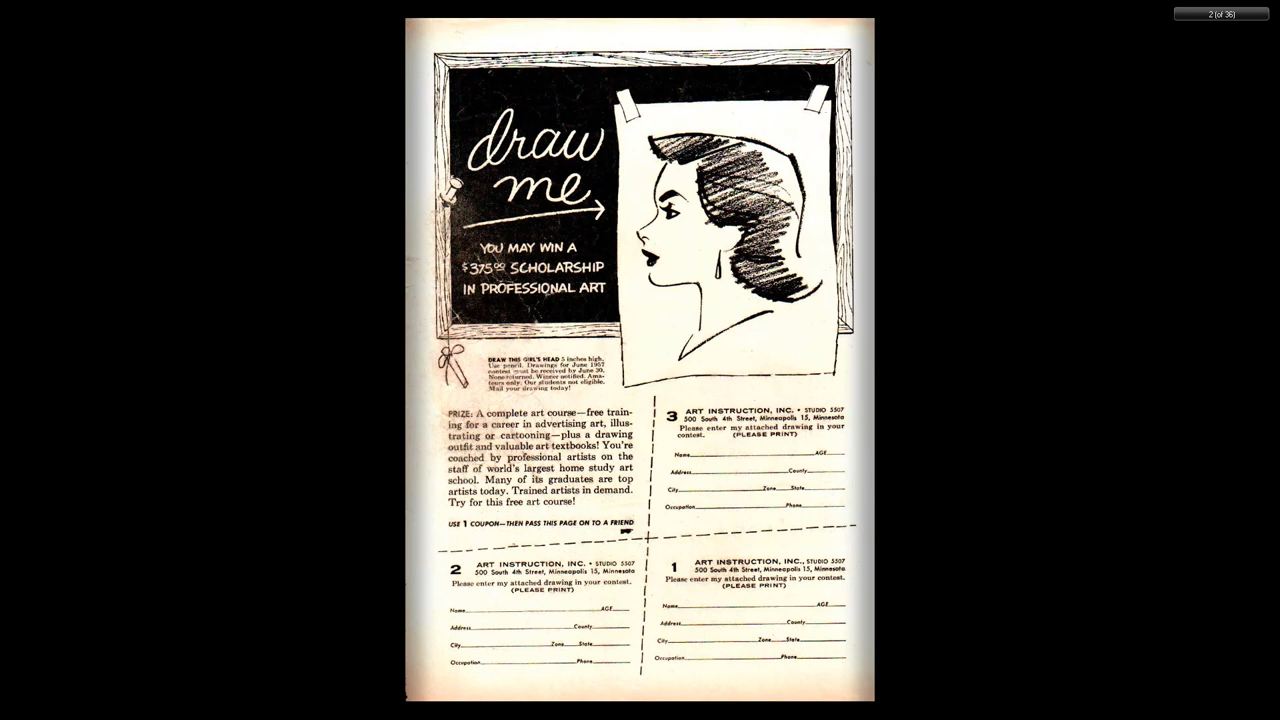 2 (of 36)
draw
me
YOU MAY WIN A
$375.00 SCHOLARSHIP
IN PROFESSIONAL ART
DRAW THIS GIRL'S HEAD 5 inches high.
Use pencil. Drawings for June 1957
contest must be received by June 30.
None returned. Winner notified. Ama-
teurs only. Our students not eligible.
Mail your drawing today!
PRIZE: A complete art course—free train-
ing for a career in advertising art, illus-
trating or cartooning—plus a drawing
outfit and valuable art textbooks! You're
coached by professional artists on the
staff of world's largest home study art
school. Many of its graduates are top
artists today. Trained artists in demand.
Try for this free art course!
USE 1 COUPON—THEN PASS THIS PAGE ON TO A FRIEND
3 ART INSTRUCTION, INC. • STUDIO 5507
500 South 4th Street, Minneapolis 15, Minnesota
Please enter my attached drawing in your
contest. (PLEASE PRINT)
Name AGE
Address County
City Zone State
Occupation Phone
2 ART INSTRUCTION, INC. • STUDIO 5507
500 South 4th Street, Minneapolis 15, Minnesota
Please enter my attached drawing in your contest.
(PLEASE PRINT)
Name AGE
Address County
City Zone State
Occupation Phone
1 ART INSTRUCTION, INC., STUDIO 5507
500 South 4th Street, Minneapolis 15, Minnesota
Please enter my attached drawing in your contest.
(PLEASE PRINT)
Name AGE
Address County
City Zone State
Occupation Phone